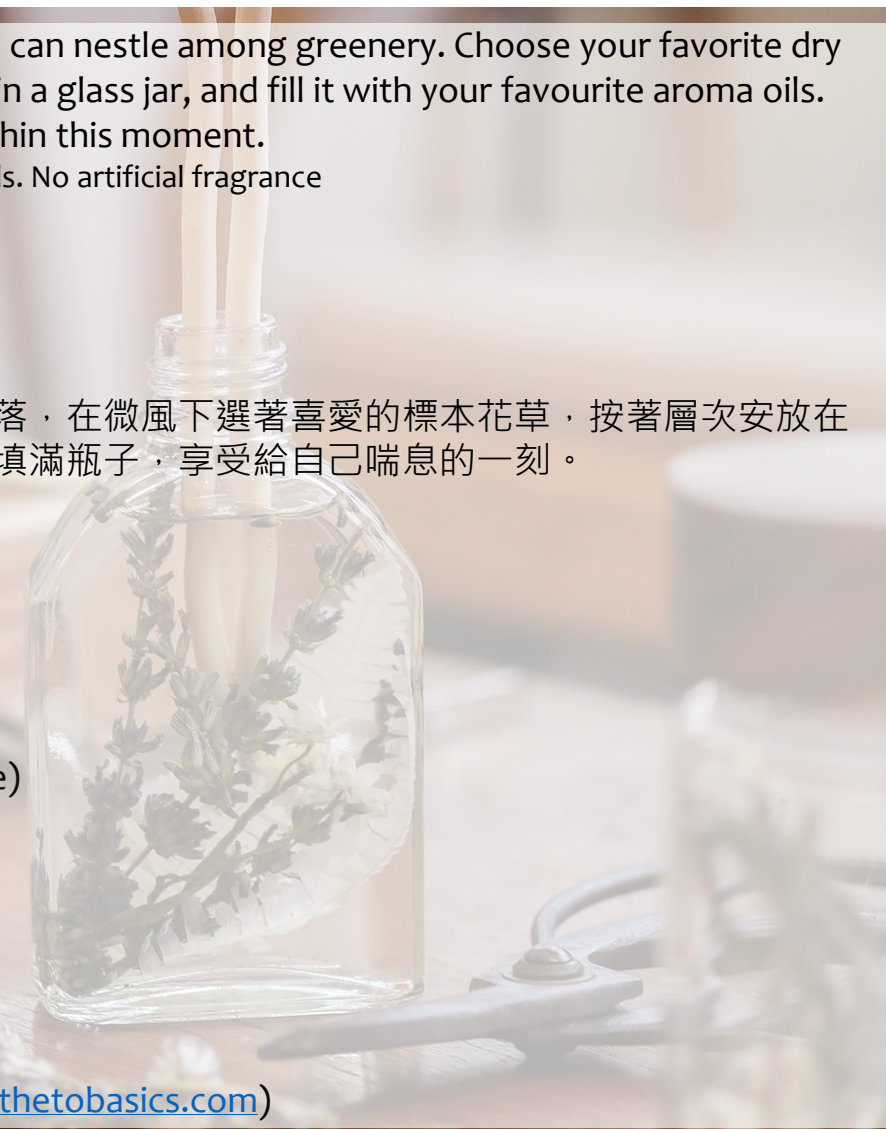 can nestle among greenery. Choose your favorite dry
in a glass jar, and fill it with your favourite aroma oils.
this moment.
No artificial fragrance
落，在微風下選著喜愛的標本花草，按著層次安放在
填滿瓶子，享受給自己喘息的一刻。
e)
thetobasics.com)